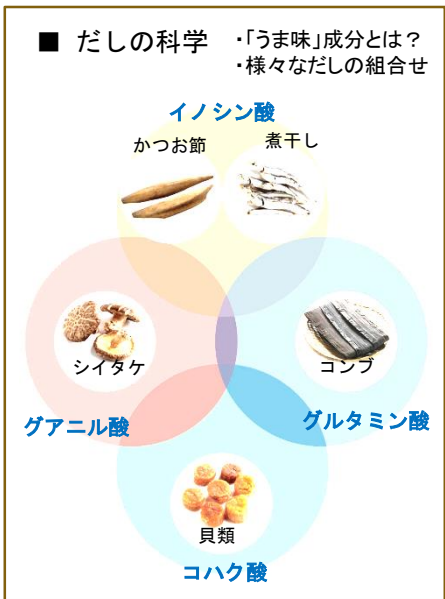 ■ だしの科学
・「うま味」成分とは？
・様々なだしの組合せ
イノシン酸
かつお節
煮干し
シイタケ
コンブ
グアニル酸
グルタミン酸
貝類
コハク酸